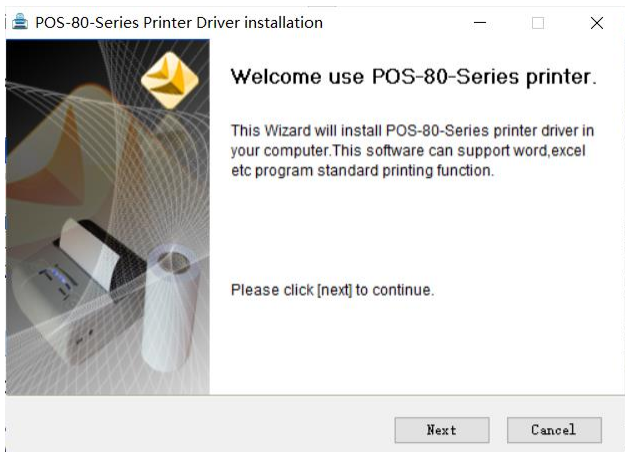 POS-80-Series Printer Driver installation
Welcome use POS-80-Series printer.
This Wizard will install POS-80-Series printer driver in
your computer.This software can support word,excel
etc program standard printing function.
Please click [next] to continue.
Next
Cancel